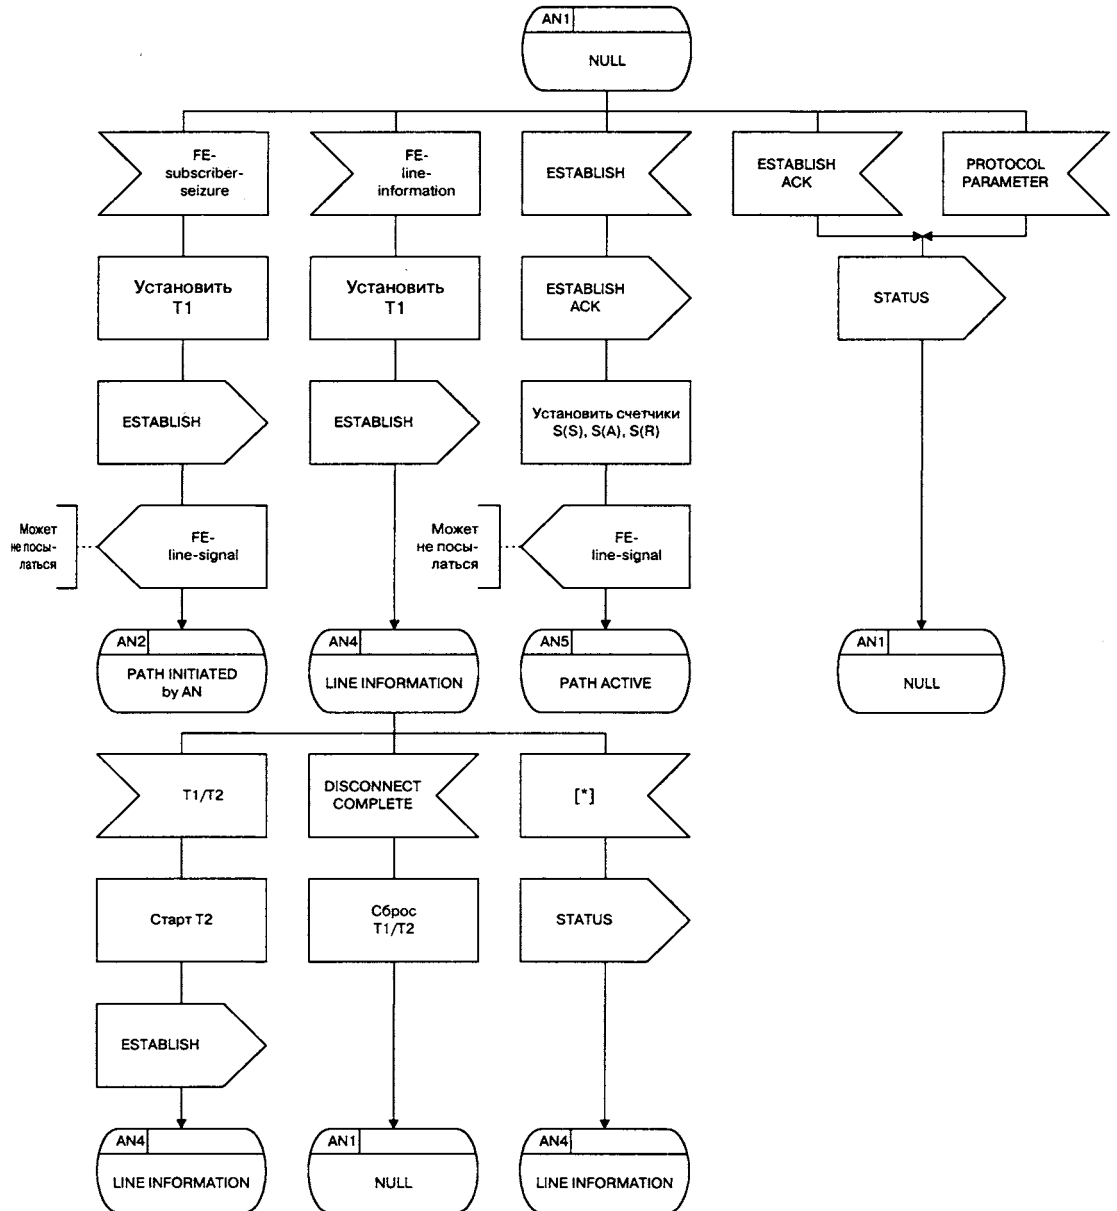 AN1
NULL
FE-
subscriber-
seizure
FE-
line-
information
ESTABLISH
ESTABLISH
ACK
PROTOCOL
PARAMETER
Установить
T1
Установить
T1
ESTABLISH
ACK
STATUS
ESTABLISH
ESTABLISH
Установить счетчики
S(S), S(A), S(R)
Может
не посы-
латься
FE-
line-signal
Может
не посы-
латься
FE-
line-signal
AN2
PATH INITIATED
by AN
AN4
LINE INFORMATION
AN5
PATH ACTIVE
AN1
NULL
T1/T2
DISCONNECT
COMPLETE
[*]
Старт T2
Сброс
T1/T2
STATUS
ESTABLISH
AN4
LINE INFORMATION
AN1
NULL
AN4
LINE INFORMATION